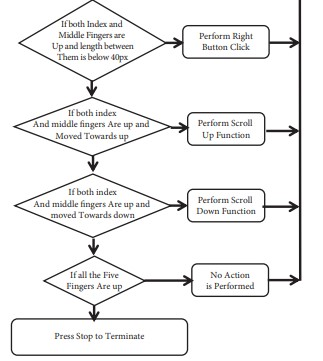 If both Index and
Middle Fingers are
Up and length between
Them is below 40px
Perform Right
Button Click
If both index
And middle fingers Are up and
Moved Towards up
Perform Scroll
Up Function
If both index
And middle fingers Are up and
moved Towards down
Perform Scroll
Down Function
If all the Five
Fingers Are up
No Action
is Performed
Press Stop to Terminate